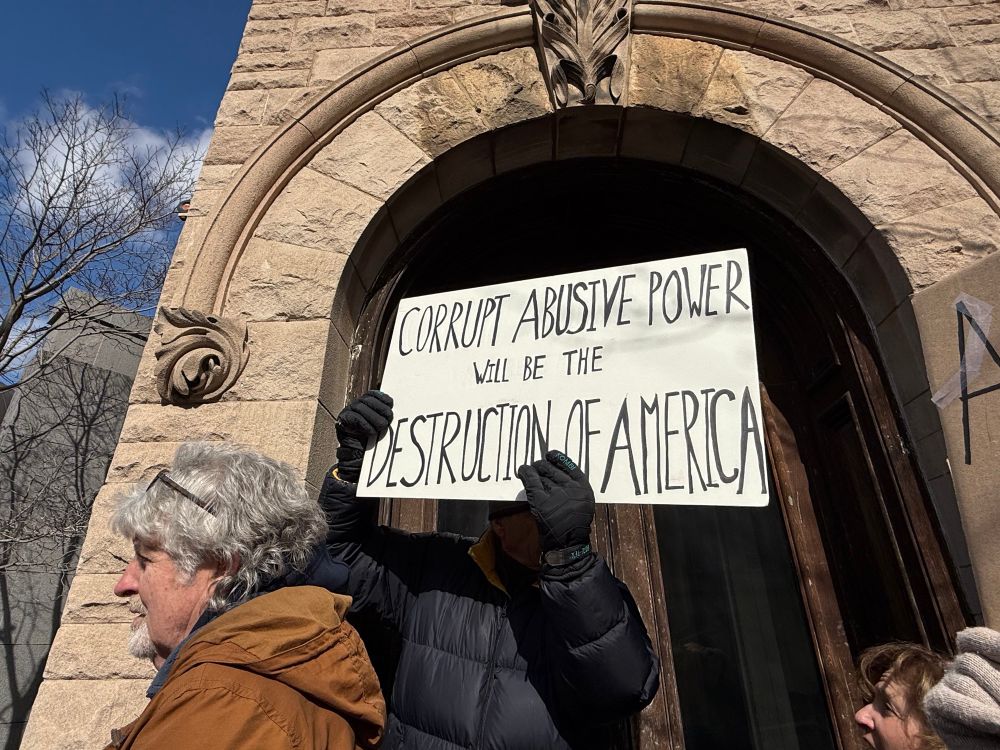 CORRUPT ABUSIVE POWER
WILL BE THE
DESTRUCTION OF AMERICA